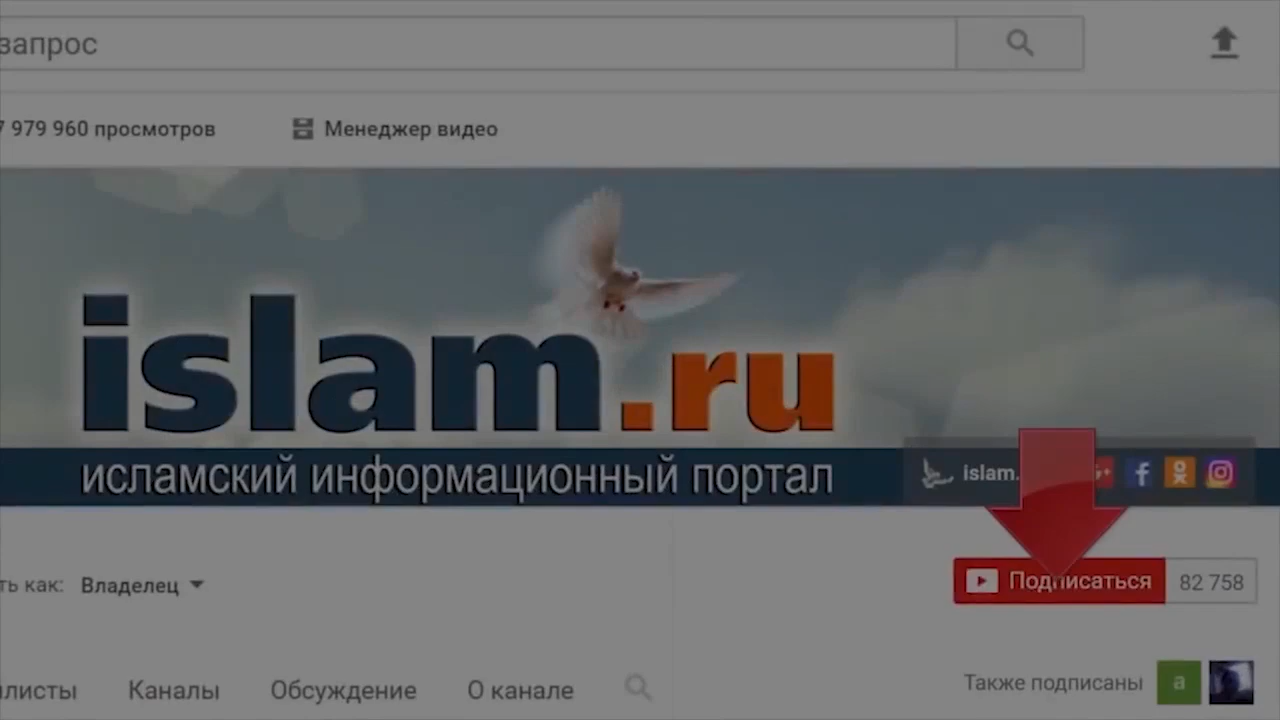 запрос
7 979 960 просмотров Менеджер видео
islam.ru
исламский информационный портал
islam.
ть как: Владелец
Подписаться 82 758
листы Каналы Обсуждение О канале
Также подписаны a